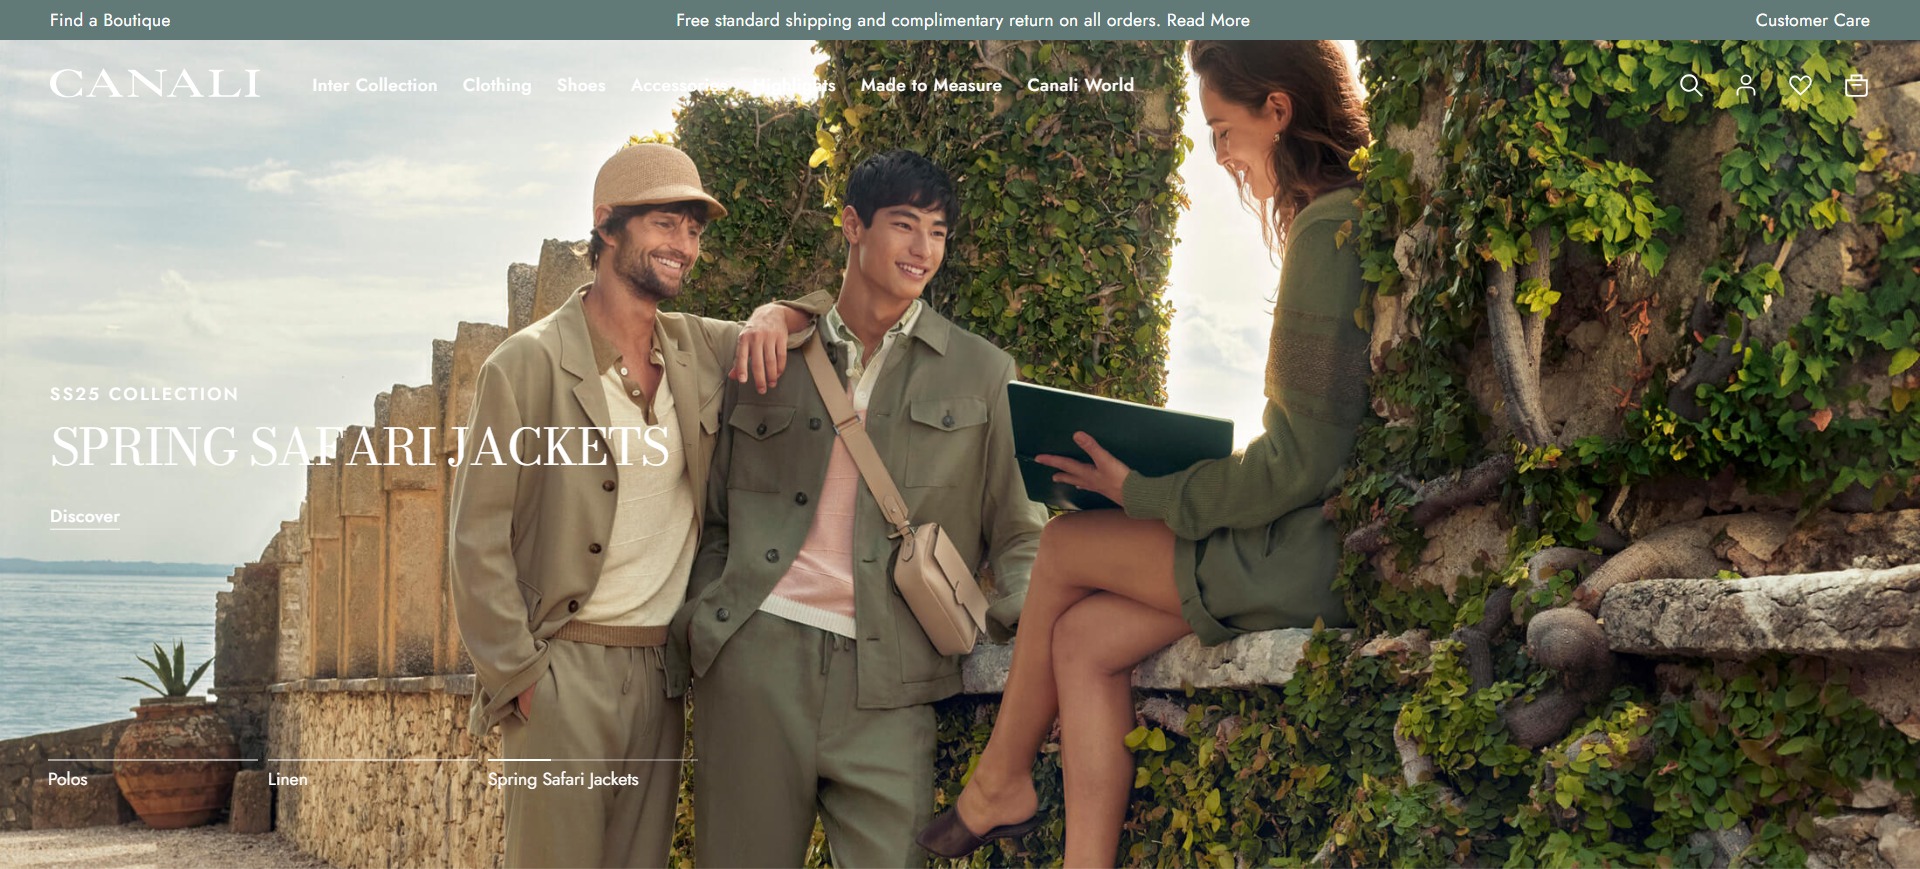 Find a Boutique
Free standard shipping and complimentary return on all orders. Read More
Customer Care
CANALI
Inter Collection
Clothing
Shoes
Accessories
Highlights
Made to Measure
Canali World
SS25 COLLECTION
SPRING SAFARI JACKETS
Discover
Polos
Linen
Spring Safari Jackets